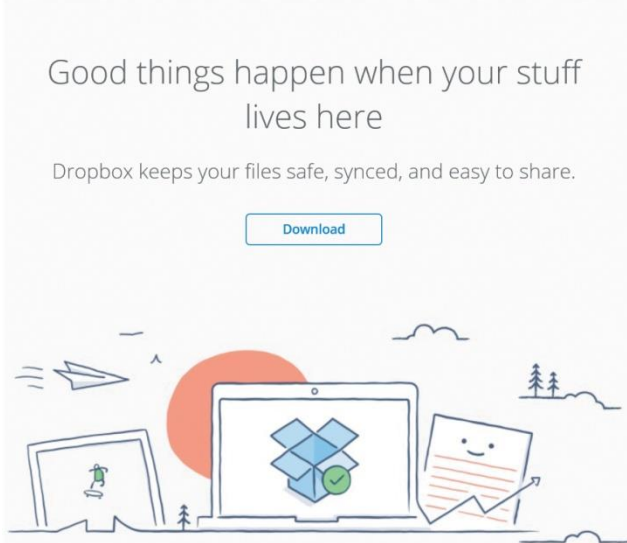 Good things happen when your stuff
lives here
Dropbox keeps your files safe, synced, and easy to share.
Download